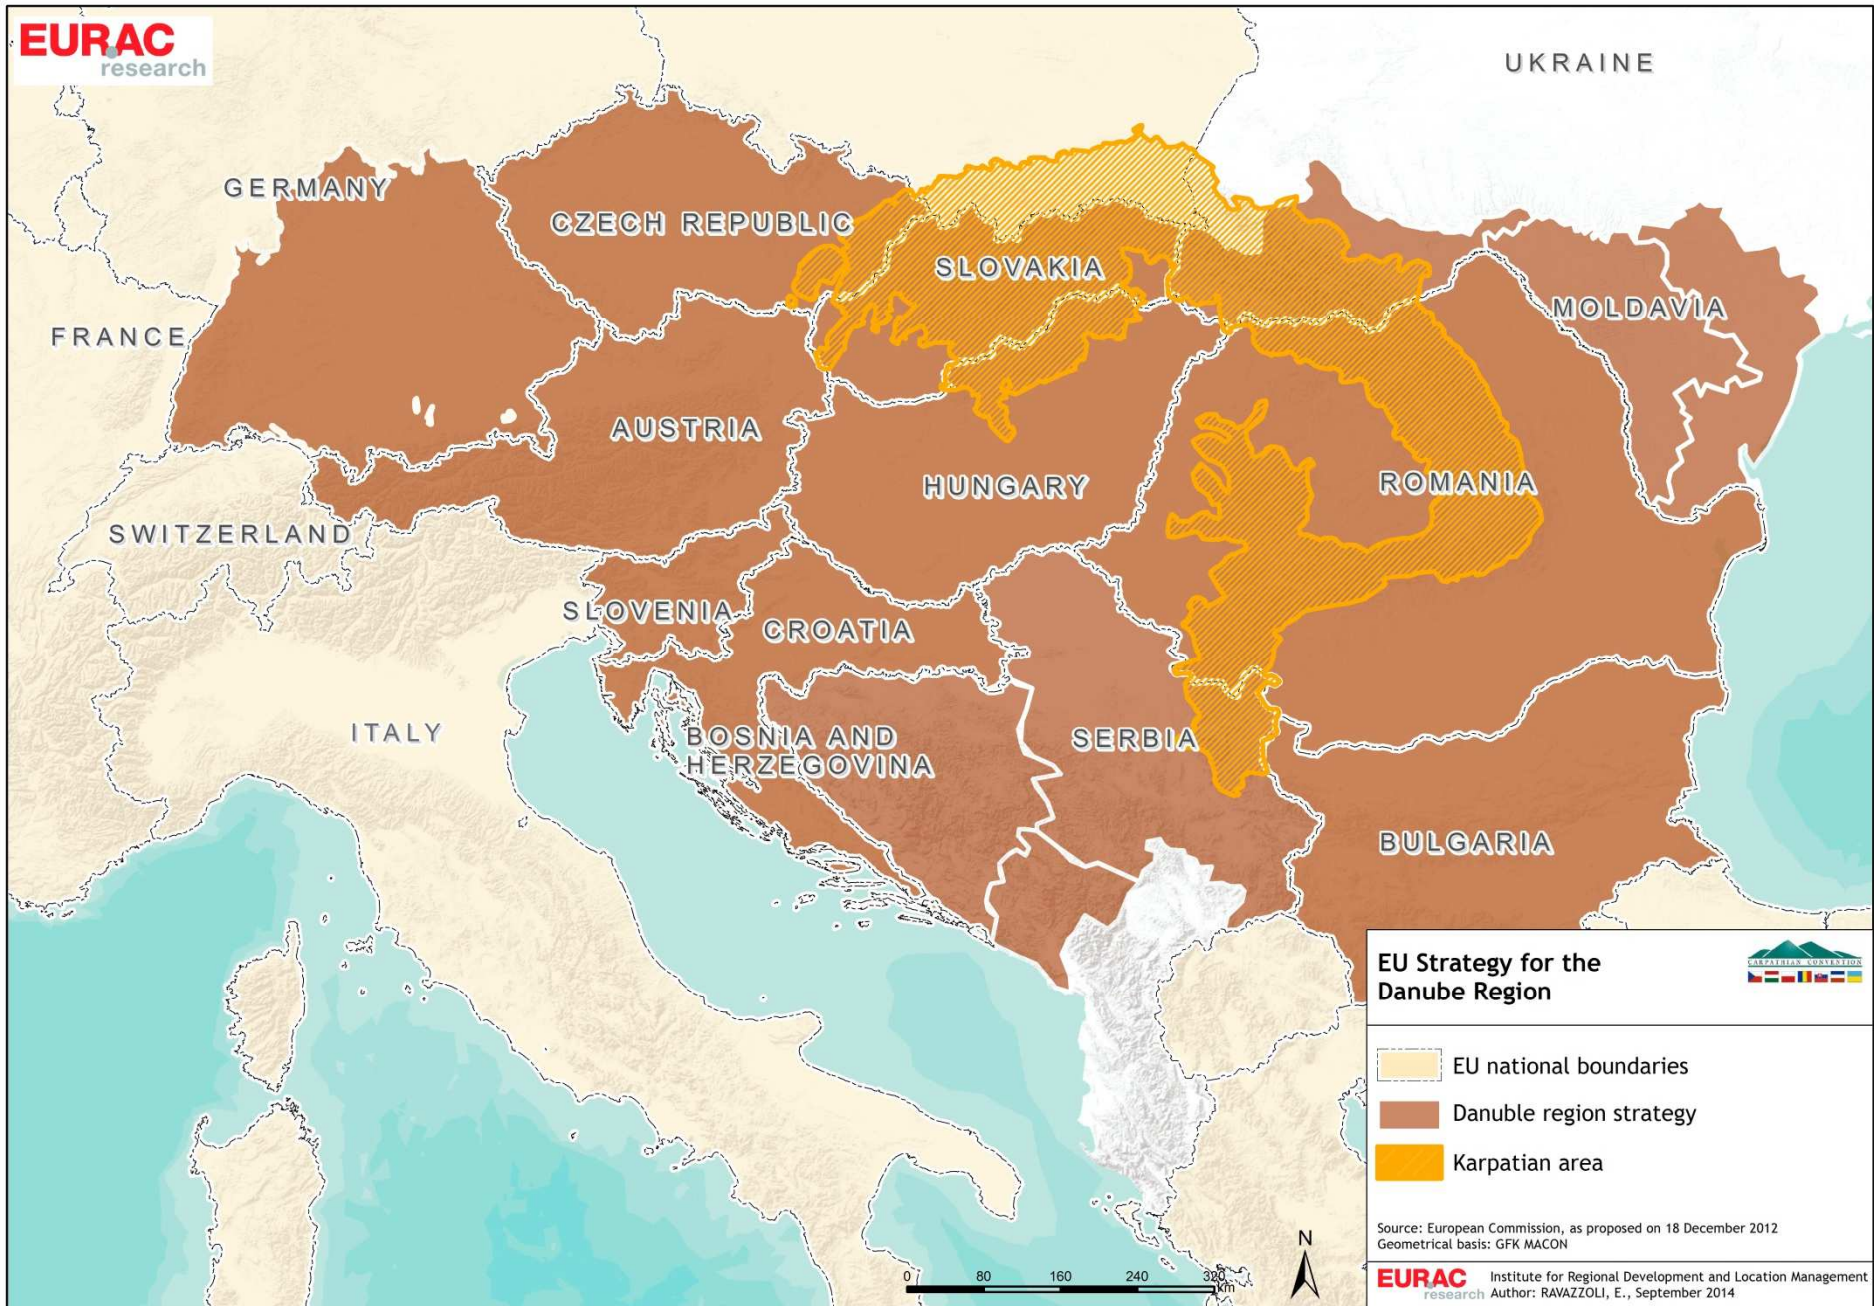 EURAC
research
UKRAINE
GERMANY
CZECH REPUBLIC
SLOVAKIA
MOLDAVIA
FRANCE
AUSTRIA
HUNGARY
ROMANIA
SWITZERLAND
SLOVENIA
CROATIA
ITALY
BOSNIA AND
HERZEGOVINA
SERBIA
BULGARIA
EU Strategy for the
Danube Region
CARPATHIAN CONVENTION
EU national boundaries
Danuble region strategy
Karpatian area
Source: European Commission, as proposed on 18 December 2012
Geometrical basis: GFK MACON
N
0 80 160 240 320
km
EURAC
research
Institute for Regional Development and Location Management
Author: RAVAZZOLI, E., September 2014